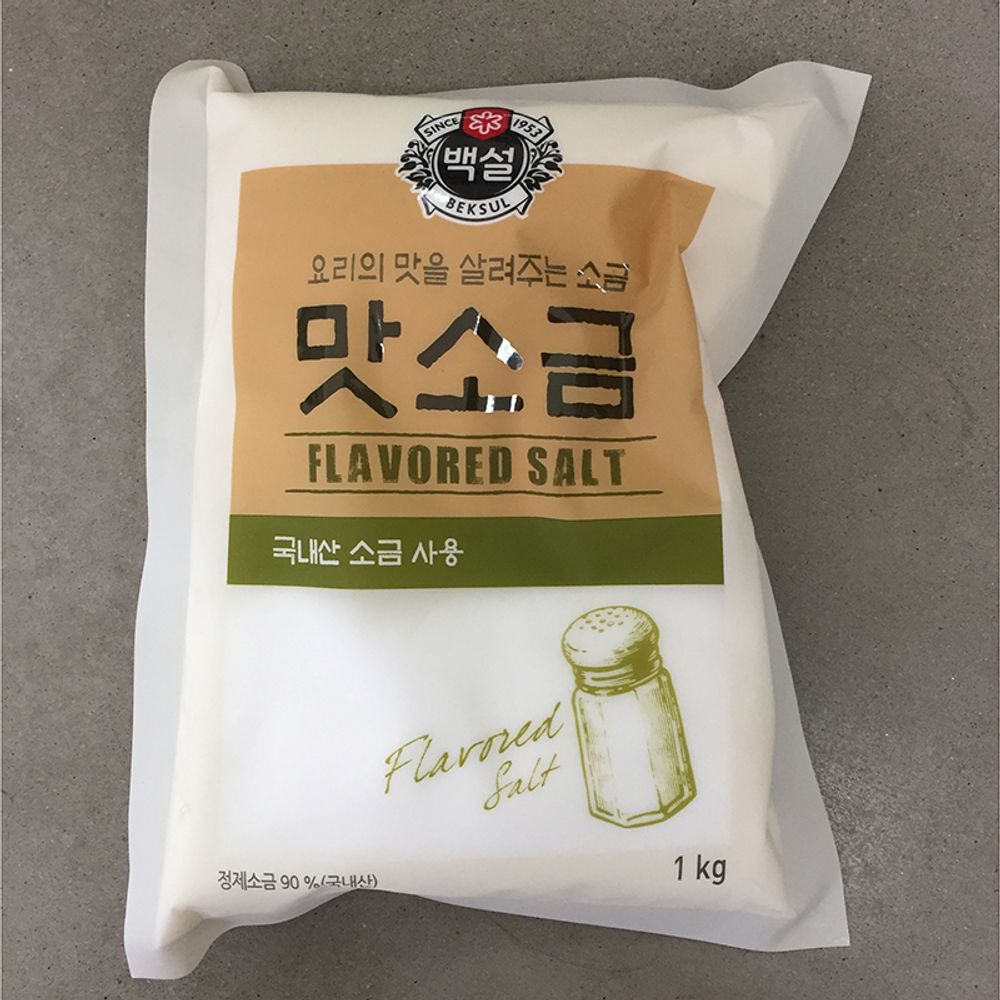 SINCE 1953
백설
BEKSUL
요리의 맛을 살려주는 소금
맛소금
FLAVORED SALT
국내산 소금 사용
Flavored
Salt
정제소금 90 %(국내산)
1 kg